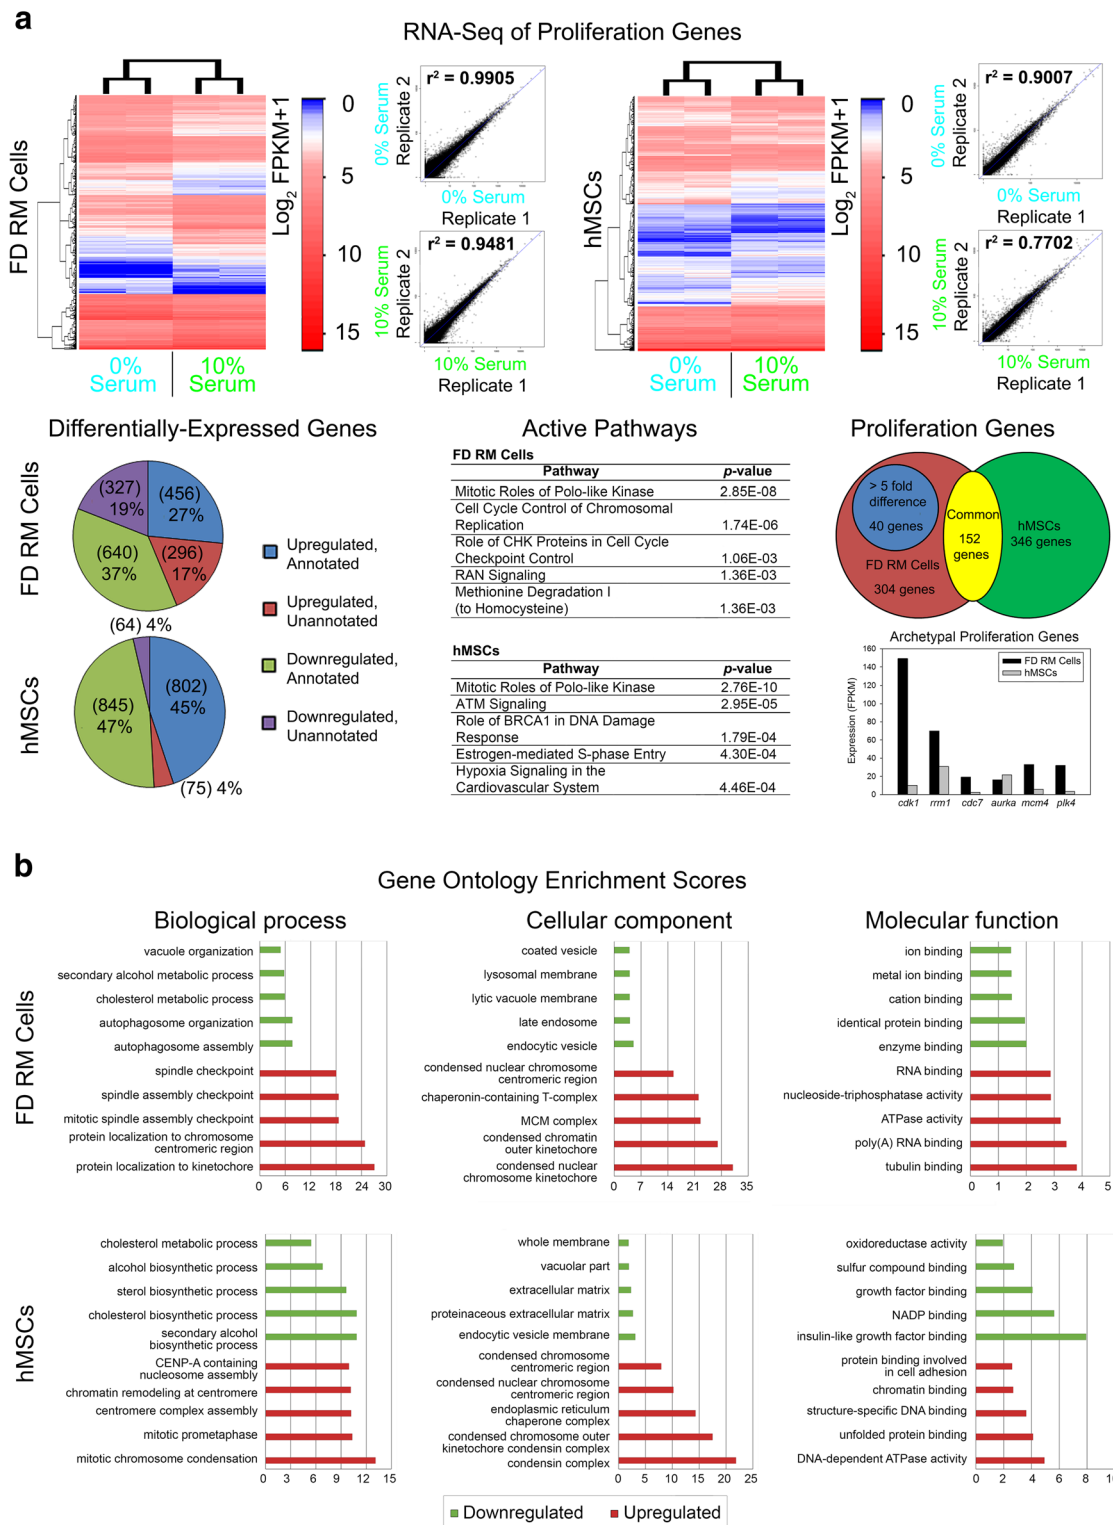 a
RNA-Seq of Proliferation Genes
FD RM Cells
0% Serum
10% Serum
0
5
10
15
Log2 FPKM+1
r2 = 0.9905
0% Serum
Replicate 2
0% Serum
Replicate 1
r2 = 0.9481
10% Serum
Replicate 2
10% Serum
Replicate 1
hMSCs
0% Serum
10% Serum
0
5
10
15
Log2 FPKM+1
r2 = 0.9007
0% Serum
Replicate 2
0% Serum
Replicate 1
r2 = 0.7702
10% Serum
Replicate 2
10% Serum
Replicate 1
Differentially-Expressed Genes
FD RM Cells
(327)
19%
(456)
27%
(640)
37%
(296)
17%
hMSCs
(64) 4%
(802)
45%
(845)
47%
(75) 4%
Upregulated,
Annotated
Upregulated,
Unannotated
Downregulated,
Annotated
Downregulated,
Unannotated
Active Pathways
FD RM Cells
Pathway p-value
Mitotic Roles of Polo-like Kinase 2.85E-08
Cell Cycle Control of Chromosomal
Replication 1.74E-06
Role of CHK Proteins in Cell Cycle
Checkpoint Control 1.06E-03
RAN Signaling 1.36E-03
Methionine Degradation I
(to Homocysteine) 1.36E-03
hMSCs
Pathway p-value
Mitotic Roles of Polo-like Kinase 2.76E-10
ATM Signaling 2.95E-05
Role of BRCA1 in DNA Damage
Response 1.79E-04
Estrogen-mediated S-phase Entry 4.30E-04
Hypoxia Signaling in the
Cardiovascular System 4.46E-04
Proliferation Genes
> 5 fold
difference
40 genes
FD RM Cells
304 genes
Common
152
genes
hMSCs
346 genes
Archetypal Proliferation Genes
Expression (FPKM)
160
140
120
100
80
60
40
20
0
FD RM Cells
hMSCs
cdk1 rrm1 cdc7 aurka mcm4 plk4
b
Gene Ontology Enrichment Scores
Biological process
Cellular component
Molecular function
FD RM Cells
vacuole organization
secondary alcohol metabolic process
cholesterol metabolic process
autophagosome organization
autophagosome assembly
spindle checkpoint
spindle assembly checkpoint
mitotic spindle assembly checkpoint
protein localization to chromosome
centromeric region
protein localization to kinetochore
0 6 12 18 24 30
coated vesicle
lysosomal membrane
lytic vacuole membrane
late endosome
endocytic vesicle
condensed nuclear chromosome
centromeric region
chaperonin-containing T-complex
MCM complex
condensed chromatin
outer kinetochore
condensed nuclear
chromosome kinetochore
0 7 14 21 28 35
ion binding
metal ion binding
cation binding
identical protein binding
enzyme binding
RNA binding
nucleoside-triphosphatase activity
ATPase activity
poly(A) RNA binding
tubulin binding
0 1 2 3 4 5
hMSCs
cholesterol metabolic process
alcohol biosynthetic process
sterol biosynthetic process
cholesterol biosynthetic process
secondary alcohol
biosynthetic process
CENP-A containing
nucleosome assembly
chromatin remodeling at centromere
centromere complex assembly
mitotic prometaphase
mitotic chromosome condensation
0 3 6 9 12 15
whole membrane
vacuolar part
extracellular matrix
proteinaceous extracellular matrix
endocytic vesicle membrane
condensed chromosome
centromeric region
condensed nuclear chromosome
centromeric region
endoplasmic reticulum
chaperone complex
condensed chromosome outer
kinetochore condensin complex
condensin complex
0 5 10 15 20 25
oxidoreductase activity
sulfur compound binding
growth factor binding
NADP binding
insulin-like growth factor binding
protein binding involved
in cell adhesion
chromatin binding
structure-specific DNA binding
unfolded protein binding
DNA-dependent ATPase activity
0 2 4 6 8 10
Downregulated
Upregulated